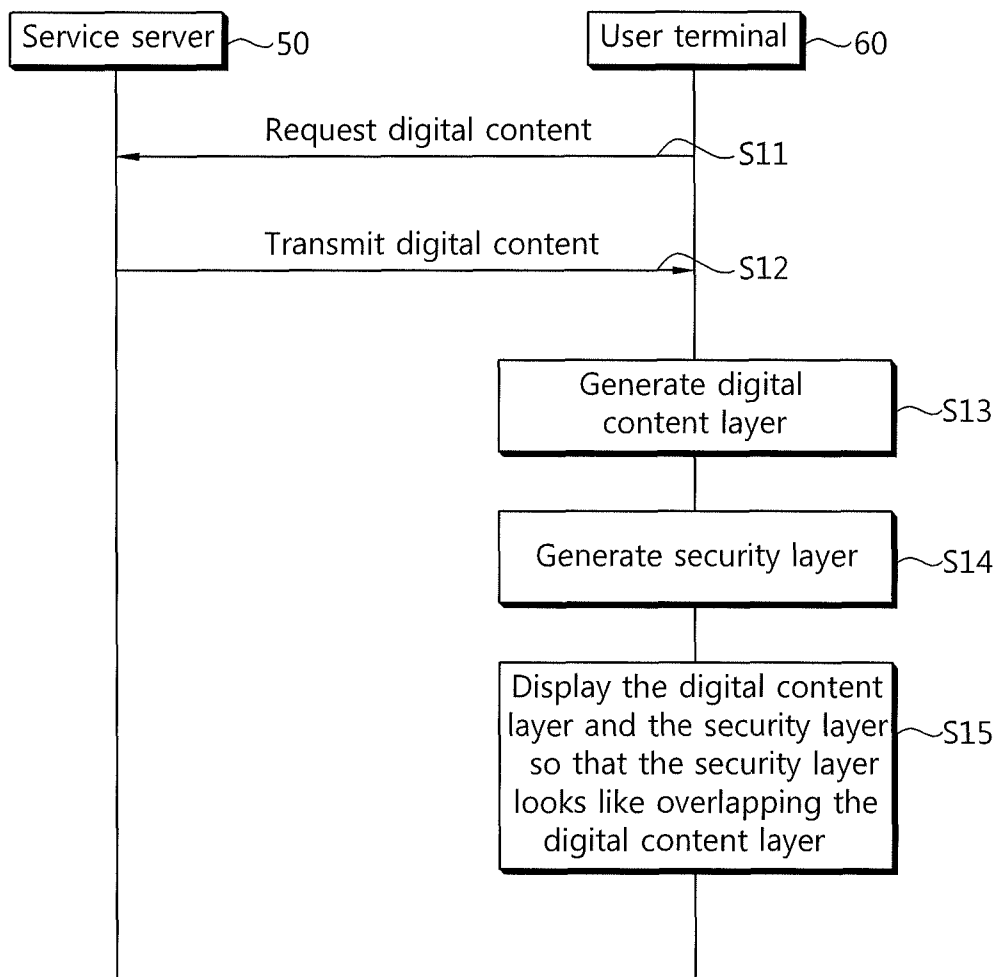 Service server
50
User terminal
60
Request digital content
S11
Transmit digital content
S12
Generate digital
content layer
S13
Generate security layer
S14
Display the digital content
layer and the security layer
so that the security layer
looks like overlapping the
digital content layer
S15